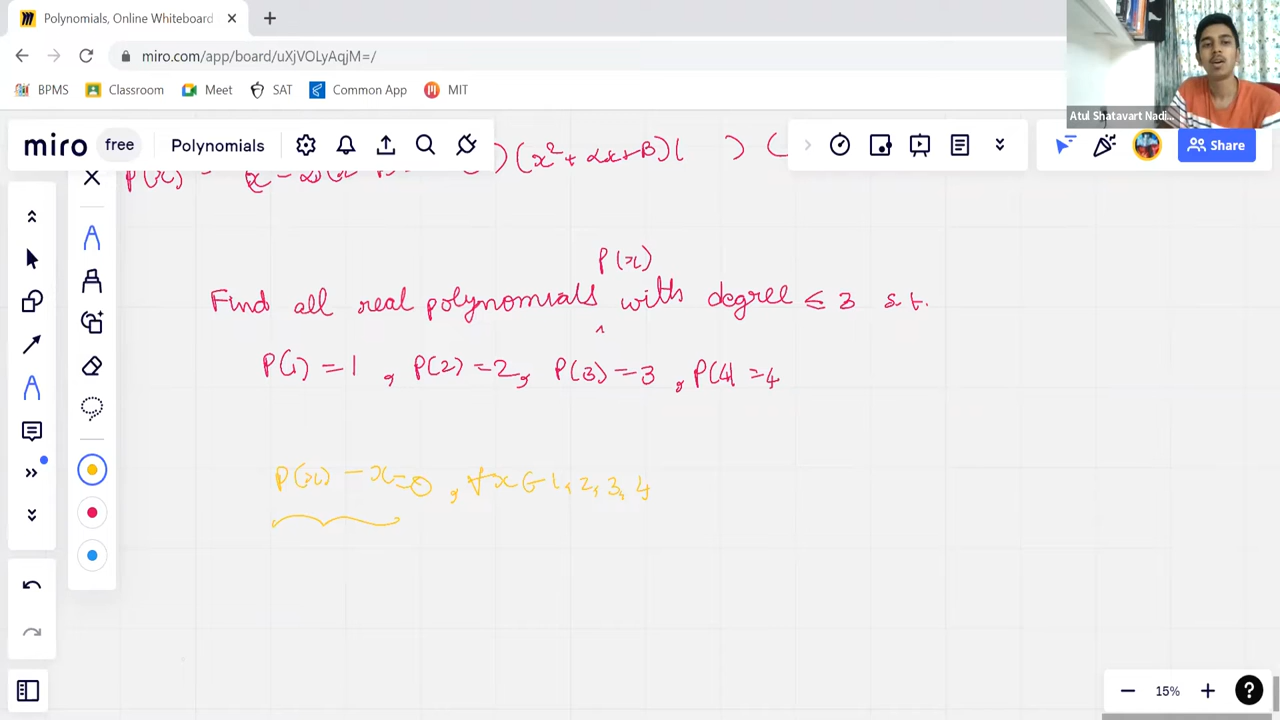 Polynomials, Online Whiteboard
miro.com/app/board/uXjVOLyAqjM=/
BPMS Classroom Meet SAT Common App MIT
Atul Shatavart Nadi...
miro free Polynomials Share
P(x) = (x² + αx + β) ( ) (
P(x)
Find all real polynomials with degree ≤ 3 s.t.
^
P(1) = 1 , P(2) = 2, P(3) = 3 , P(4) = 4
P(x) - x = 0 , ∀ x ∈ 1, 2, 3, 4
15%